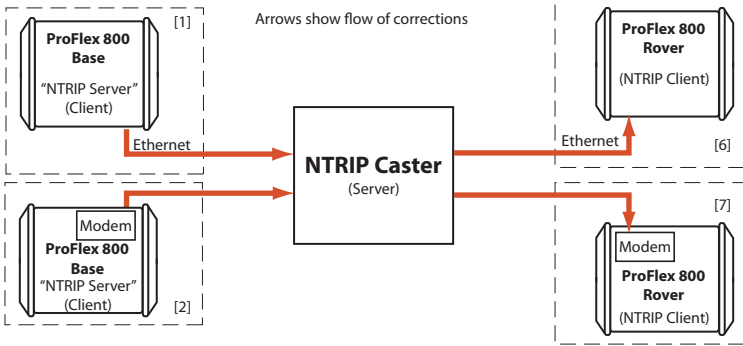 [1]
Arrows show flow of corrections
ProFlex 800
Base
“NTRIP Server”
(Client)
Ethernet
ProFlex 800
Rover
(NTRIP Client)
Ethernet
[6]
NTRIP Caster
(Server)
Modem
ProFlex 800
Base
“NTRIP Server”
(Client)
[2]
[7]
Modem
ProFlex 800
Rover
(NTRIP Client)